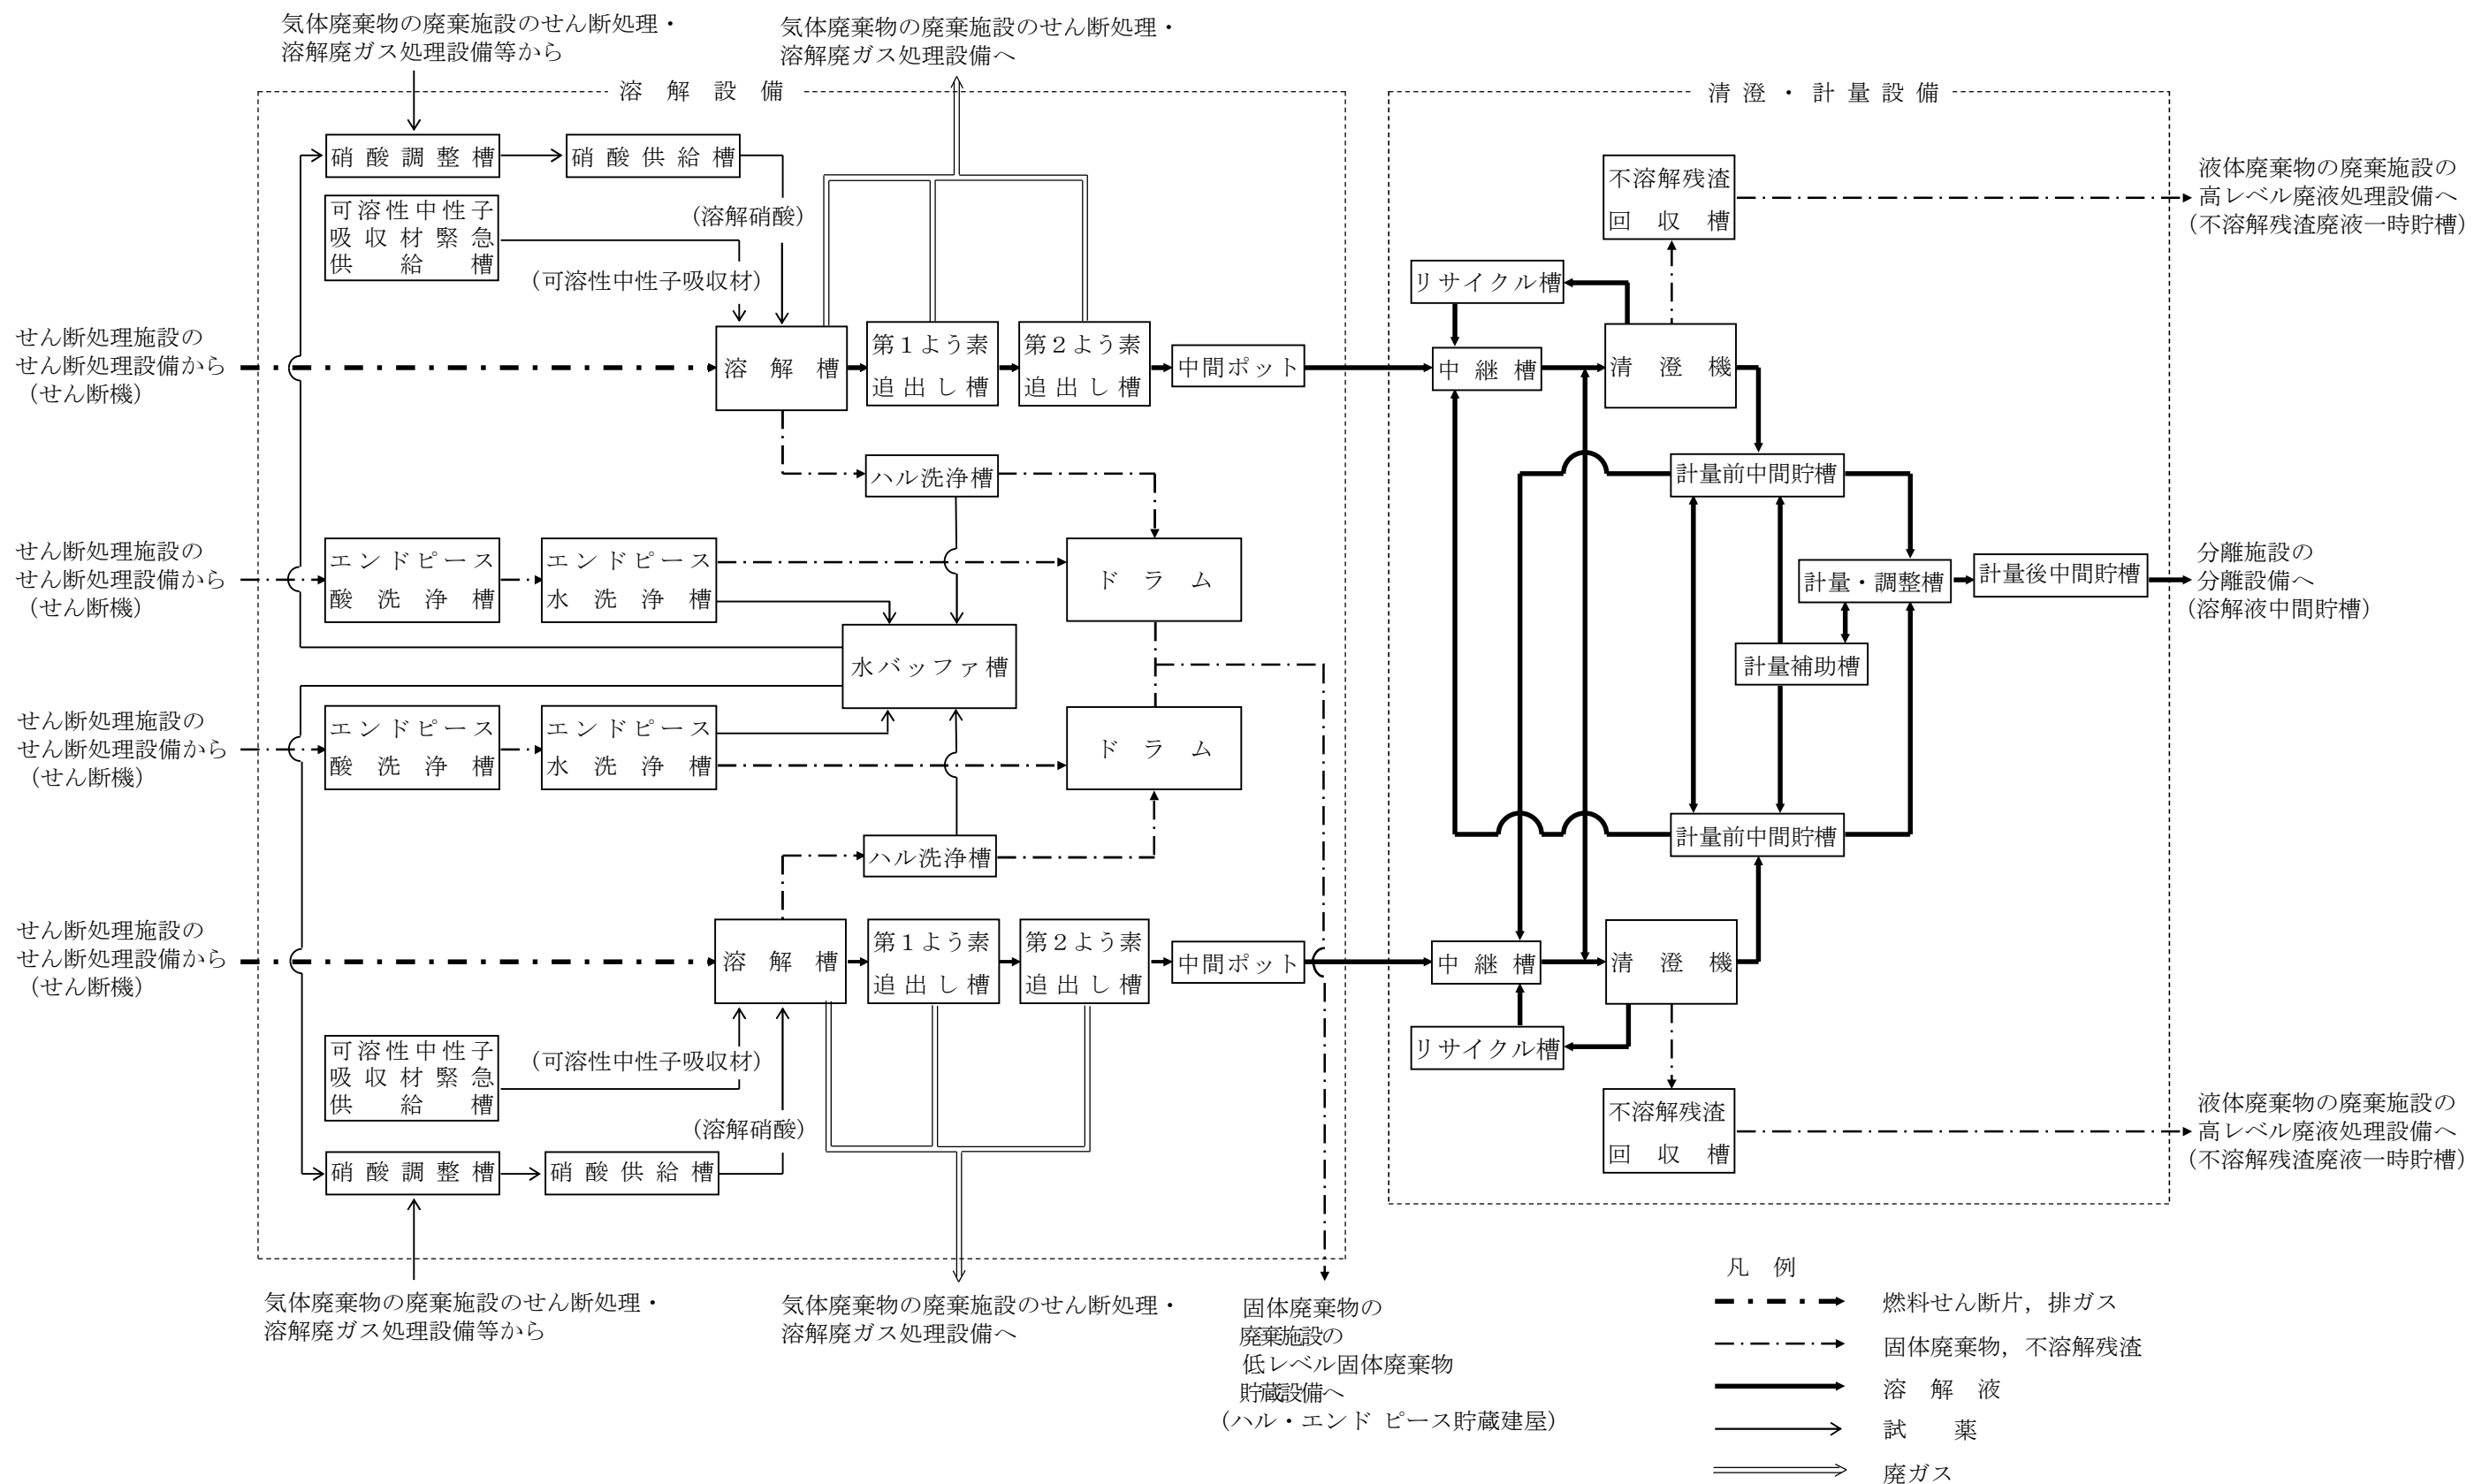 気体廃棄物の廃棄施設のせん断処理・
溶解廃ガス処理設備等から
気体廃棄物の廃棄施設のせん断処理・
溶解廃ガス処理設備へ
溶解設備
硝酸調整槽
硝酸供給槽
可溶性中性子
吸収材緊急
供給槽
（溶解硝酸）
（可溶性中性子吸収材）
せん断処理施設の
せん断処理設備から
（せん断機）
溶解槽
第１よう素
追出し槽
第２よう素
追出し槽
中間ポット
ハル洗浄槽
せん断処理施設の
せん断処理設備から
（せん断機）
エンドピース
酸洗浄槽
エンドピース
水洗浄槽
ドラム
水バッファ槽
せん断処理施設の
せん断処理設備から
（せん断機）
エンドピース
酸洗浄槽
エンドピース
水洗浄槽
ドラム
ハル洗浄槽
せん断処理施設の
せん断処理設備から
（せん断機）
溶解槽
第１よう素
追出し槽
第２よう素
追出し槽
中間ポット
可溶性中性子
吸収材緊急
供給槽
（可溶性中性子吸収材）
（溶解硝酸）
硝酸調整槽
硝酸供給槽
気体廃棄物の廃棄施設のせん断処理・
溶解廃ガス処理設備等から
気体廃棄物の廃棄施設のせん断処理・
溶解廃ガス処理設備へ
固体廃棄物の
廃棄施設の
低レベル固体廃棄物
貯蔵設備へ
（ハル・エンド ピース貯蔵建屋）
清澄・計量設備
不溶解残渣
回収槽
液体廃棄物の廃棄施設の
高レベル廃液処理設備へ
（不溶解残渣廃液一時貯槽）
リサイクル槽
中継槽
清澄機
計量前中間貯槽
計量・調整槽
計量後中間貯槽
分離施設の
分離設備へ
（溶解液中間貯槽）
計量補助槽
計量前中間貯槽
中継槽
清澄機
リサイクル槽
不溶解残渣
回収槽
液体廃棄物の廃棄施設の
高レベル廃液処理設備へ
（不溶解残渣廃液一時貯槽）
凡例
燃料せん断片，排ガス
固体廃棄物，不溶解残渣
溶解液
試薬
廃ガス